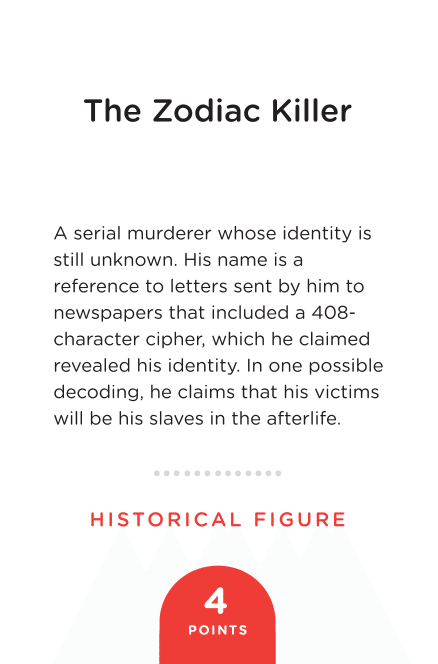 The Zodiac Killer
A serial murderer whose identity is
still unknown. His name is a
reference to letters sent by him to
newspapers that included a 408-
character cipher, which he claimed
revealed his identity. In one possible
decoding, he claims that his victims
will be his slaves in the afterlife.
HISTORICAL FIGURE
4
POINTS